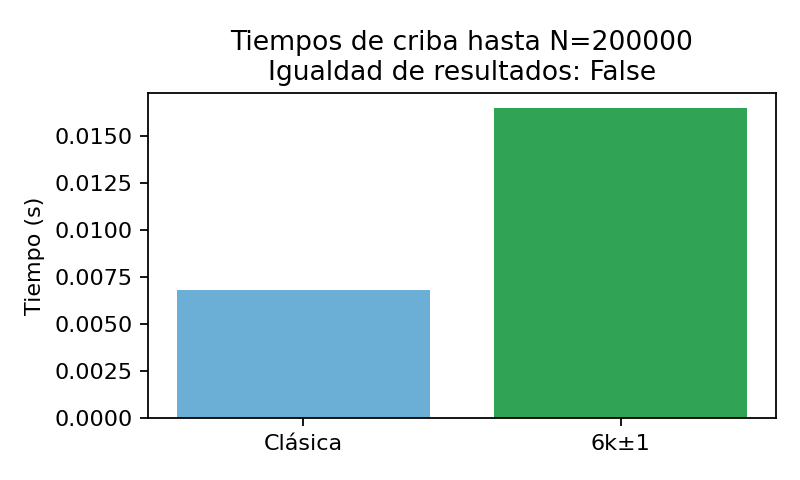 Tiempos de criba hasta N=200000
Igualdad de resultados: False
Tiempo (s)
0.0150
0.0125
0.0100
0.0075
0.0050
0.0025
0.0000
Clásica
6k±1